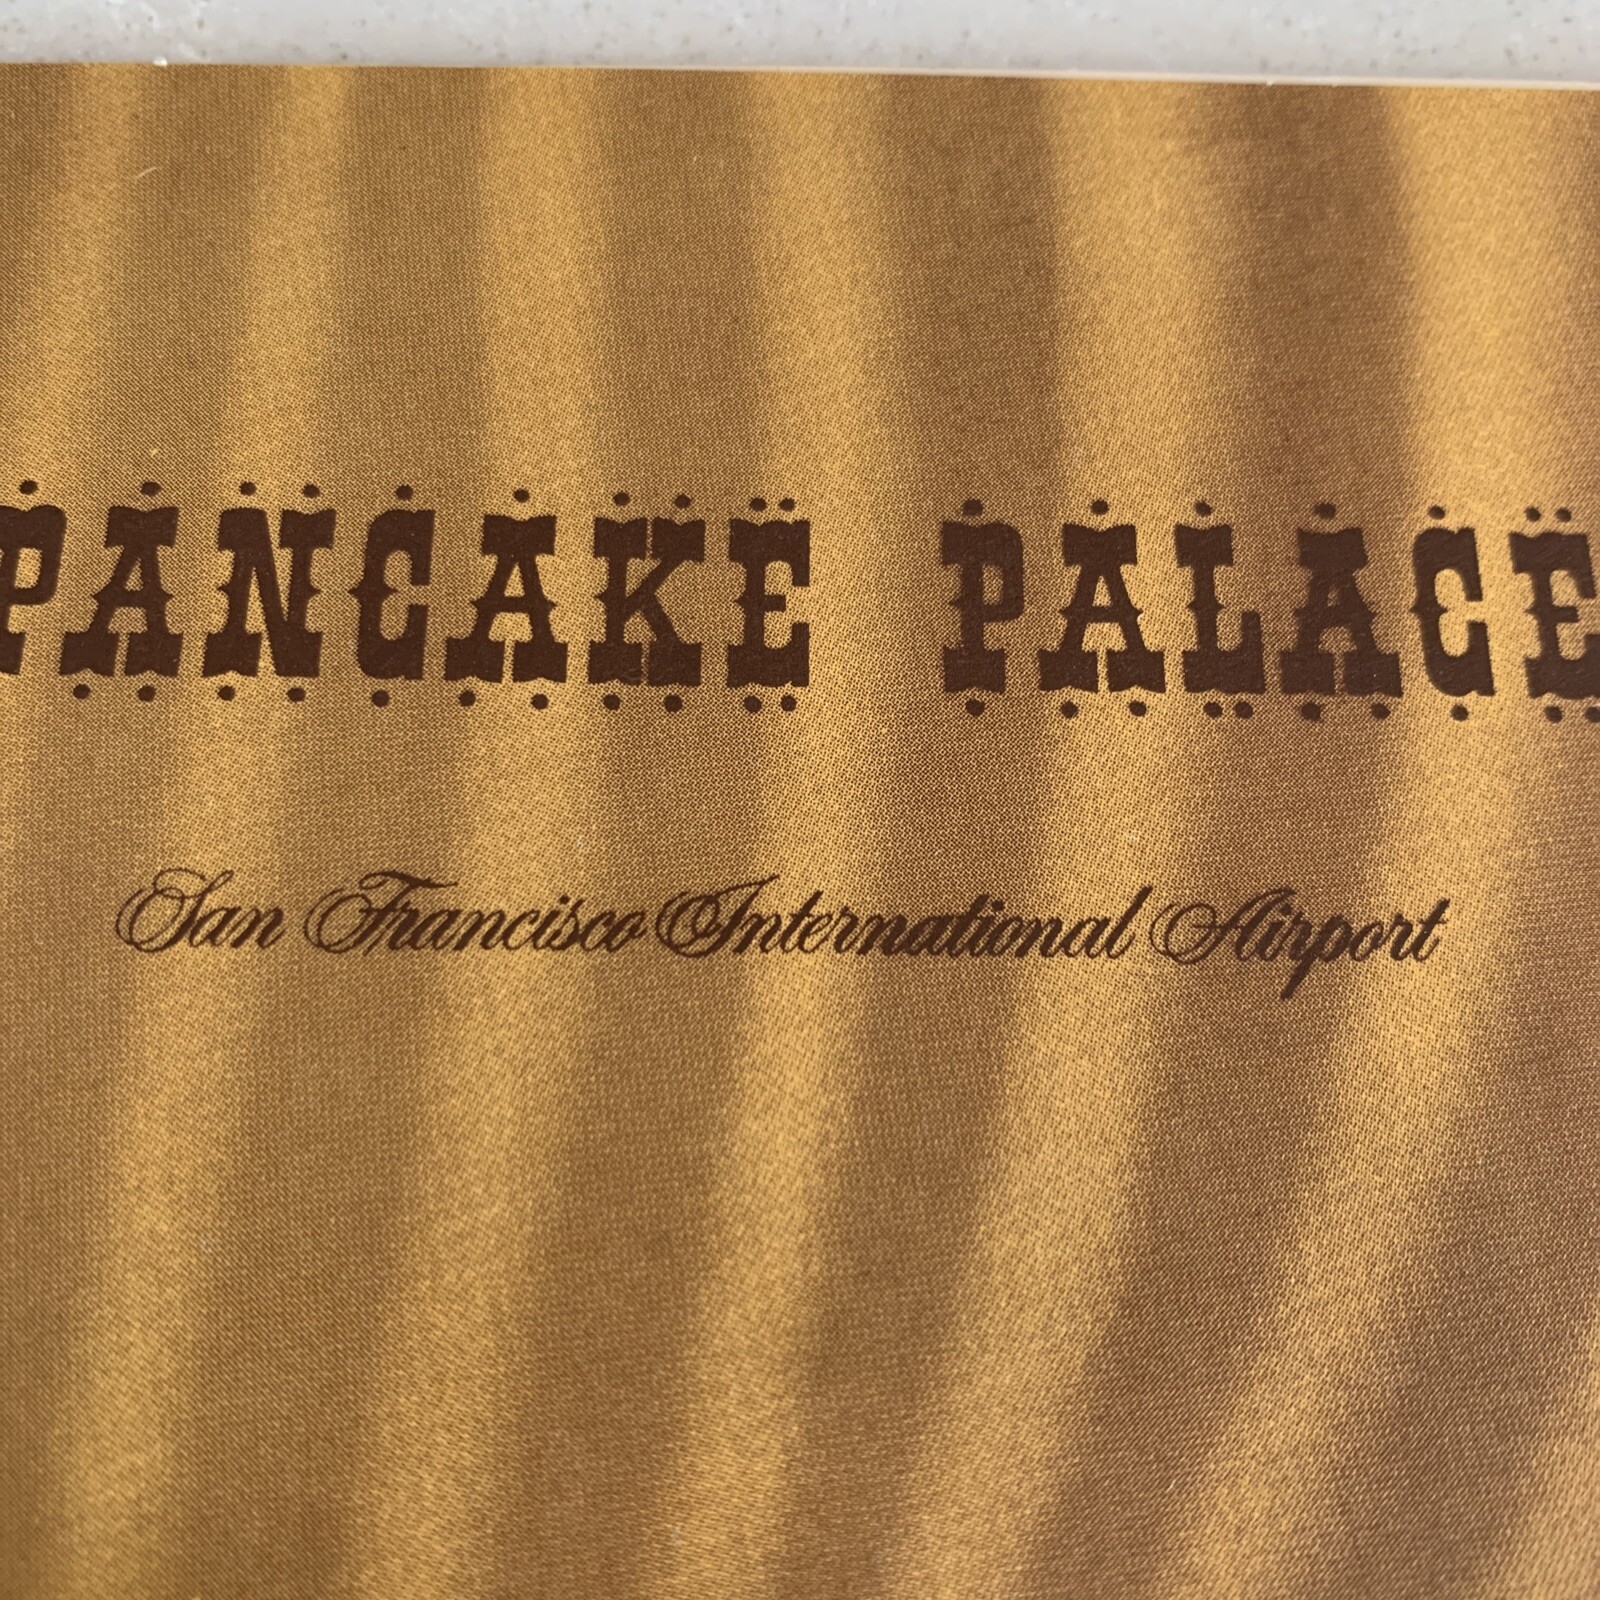 PANCAKE PALACE
San Francisco International Airport